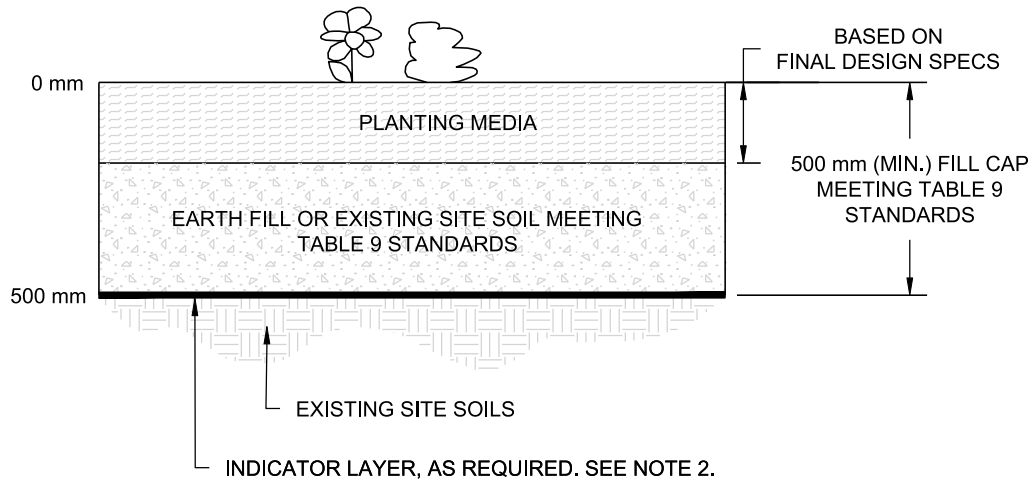 BASED ON
FINAL DESIGN SPECS
0 mm
PLANTING MEDIA
500 mm (MIN.) FILL CAP
MEETING TABLE 9
STANDARDS
EARTH FILL OR EXISTING SITE SOIL MEETING
TABLE 9 STANDARDS
500 mm
EXISTING SITE SOILS
INDICATOR LAYER, AS REQUIRED. SEE NOTE 2.